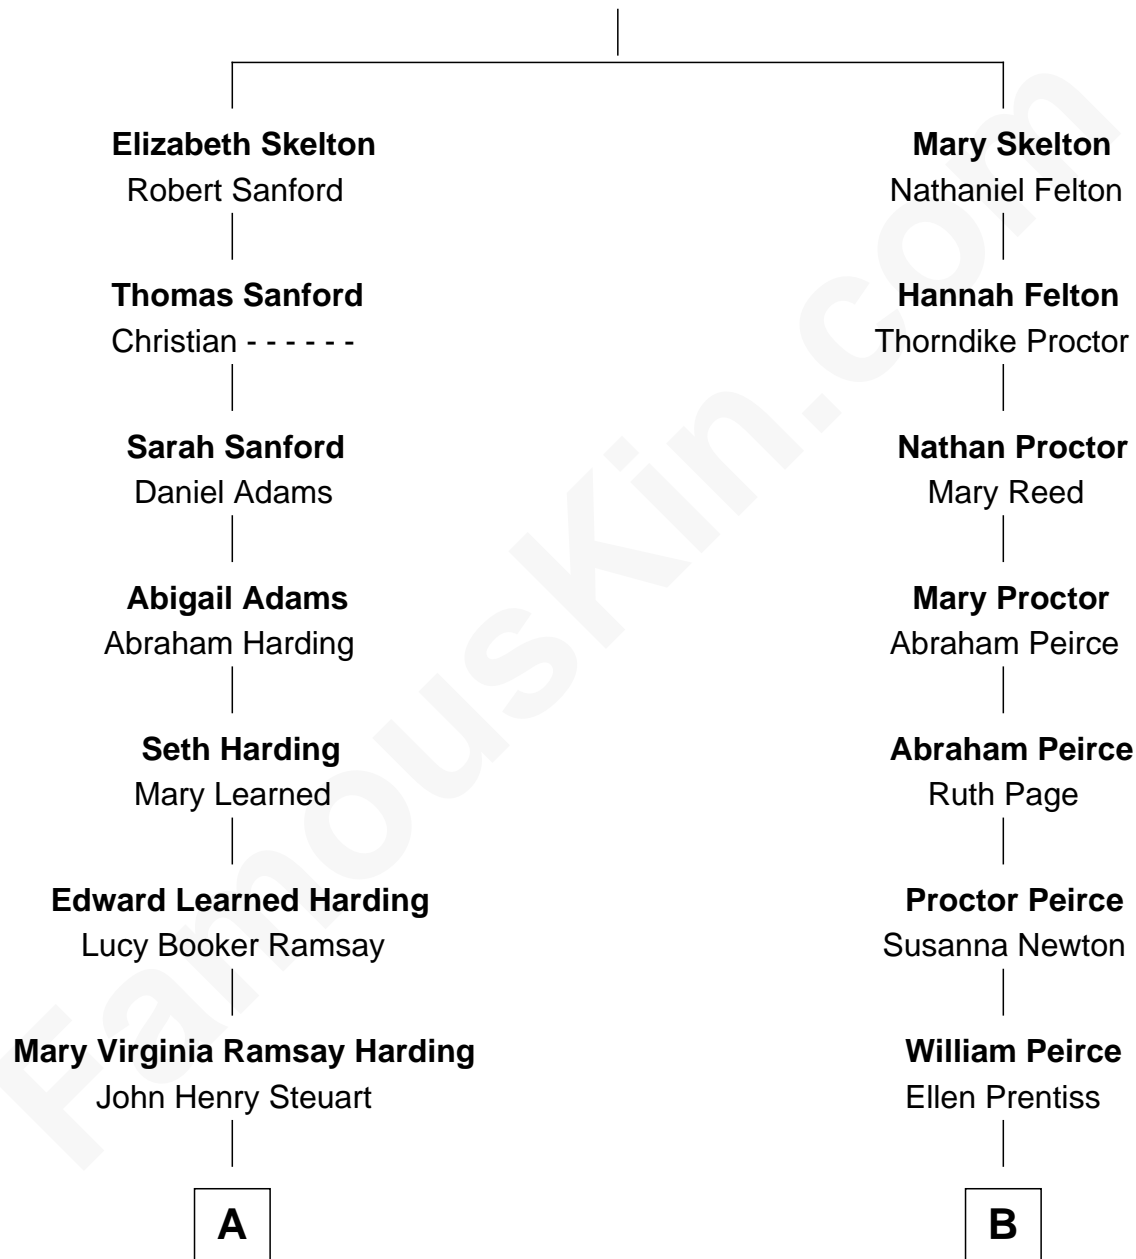 Elizabeth Skelton
Robert Sanford
Thomas Sanford
Christian - - - - - -
Sarah Sanford
Daniel Adams
Abigail Adams
Abraham Harding
Seth Harding
Mary Learned
Edward Learned Harding
Lucy Booker Ramsay
Mary Virginia Ramsay Harding
John Henry Steuart
A
Mary Skelton
Nathaniel Felton
Hannah Felton
Thorndike Proctor
Nathan Proctor
Mary Reed
Mary Proctor
Abraham Peirce
Abraham Peirce
Ruth Page
Proctor Peirce
Susanna Newton
William Peirce
Ellen Prentiss
B
FamousKin.com